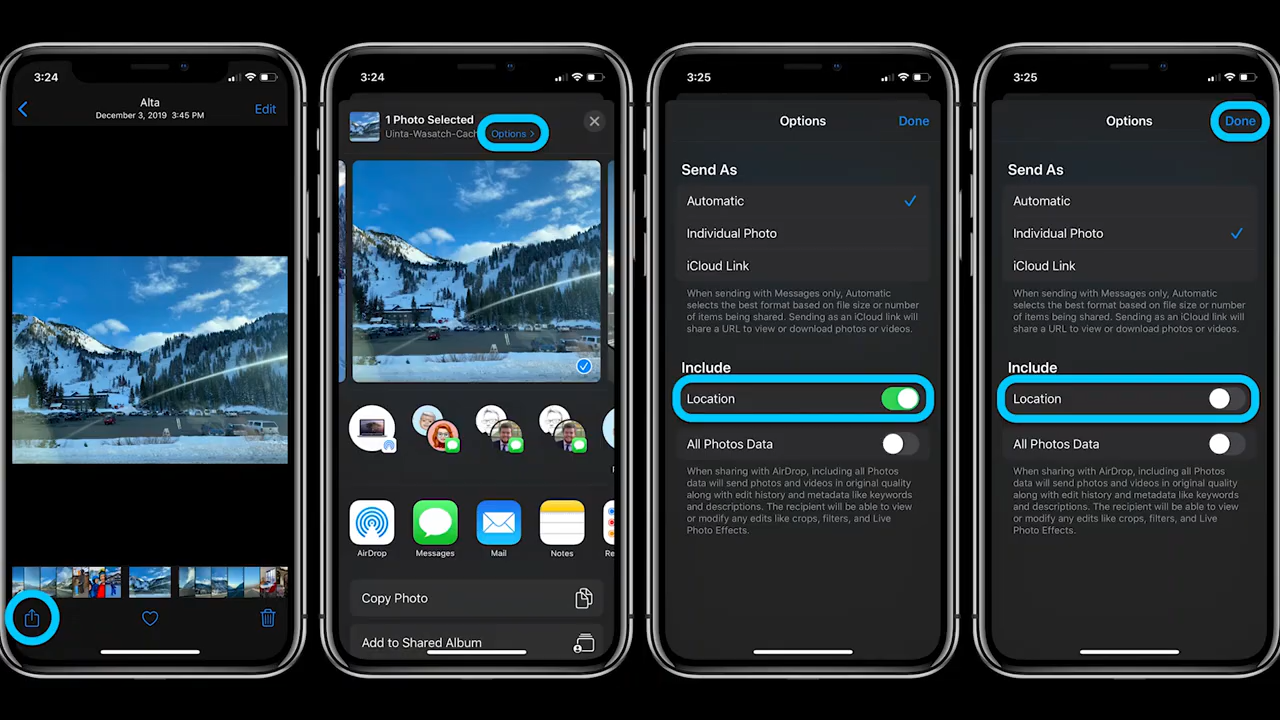 3:24
Alta
December 3, 2019 3:45 PM
Edit
3:24
1 Photo Selected
Uinta-Wasatch-Cach
Options >
AirDrop
Messages
Mail
Notes
Re
Copy Photo
Add to Shared Album
3:25
Options
Done
Send As
Automatic
Individual Photo
iCloud Link
When sending with Messages only, Automatic
selects the best format based on file size or number
of items being shared. Sending as an iCloud link will
share a URL to view or download photos or videos.
Include
Location
All Photos Data
When sharing with AirDrop, including all Photos
data will send photos and videos in original quality
along with edit history and metadata like keywords
and descriptions. The recipient will be able to view
or modify any edits like crops, filters, and Live
Photo Effects.
3:25
Options
Done
Send As
Automatic
Individual Photo
iCloud Link
When sending with Messages only, Automatic
selects the best format based on file size or number
of items being shared. Sending as an iCloud link will
share a URL to view or download photos or videos.
Include
Location
All Photos Data
When sharing with AirDrop, including all Photos
data will send photos and videos in original quality
along with edit history and metadata like keywords
and descriptions. The recipient will be able to view
or modify any edits like crops, filters, and Live
Photo Effects.